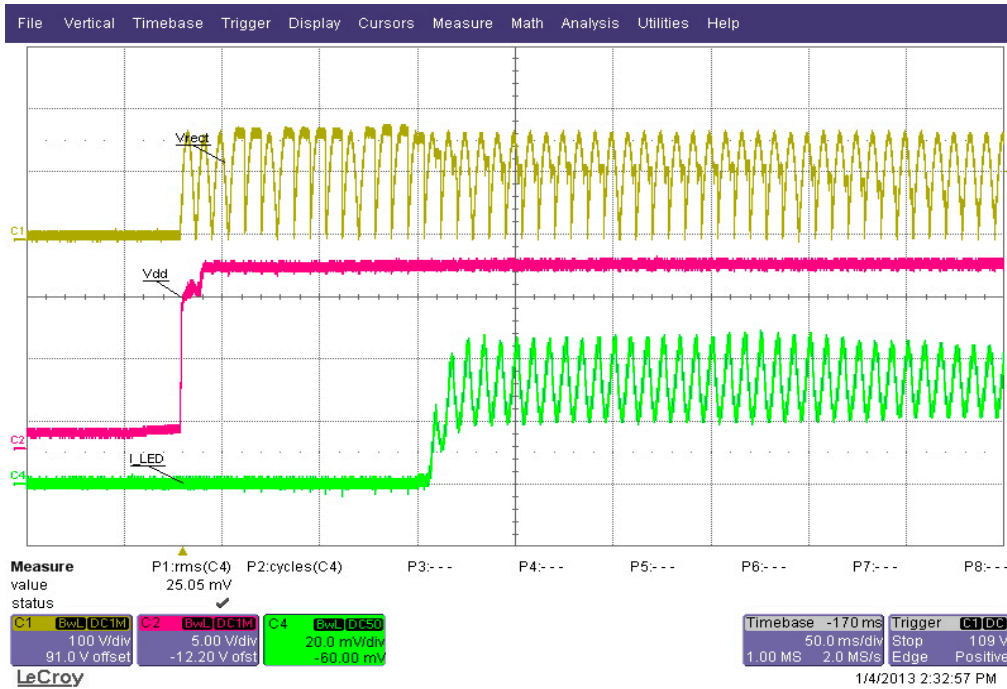 File Vertical Timebase Trigger Display Cursors Measure Math Analysis Utilities Help
Vrect
C1
Vdd
C2
I_LED
C4
Measure P1:rms(C4) P2:cycles(C4) P3:- - - P4:- - - P5:- - - P6:- - - P7:- - - P8:- - -
value 25.05 mV
status
C1 BwL DC1M C2 BwL DC1M C4 BwL DC50 Timebase -170 ms Trigger C1 DC
100 V/div 5.00 V/div 20.0 mV/div 50.0 ms/div Stop 109 V
91.0 V offset -12.20 V ofst -60.00 mV 1.00 MS 2.0 MS/s Edge Positive
LeCroy 1/4/2013 2:32:57 PM